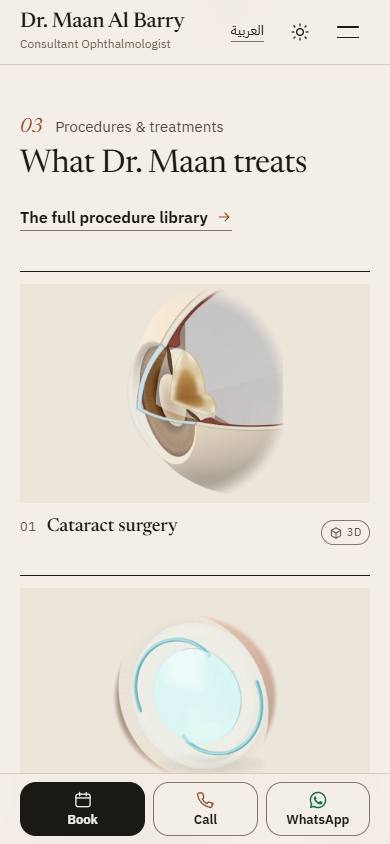 Dr. Maan Al Barry
Consultant Ophthalmologist
العربية
03 Procedures & treatments
What Dr. Maan treats
The full procedure library →
01 Cataract surgery
3D
Book
Call
WhatsApp